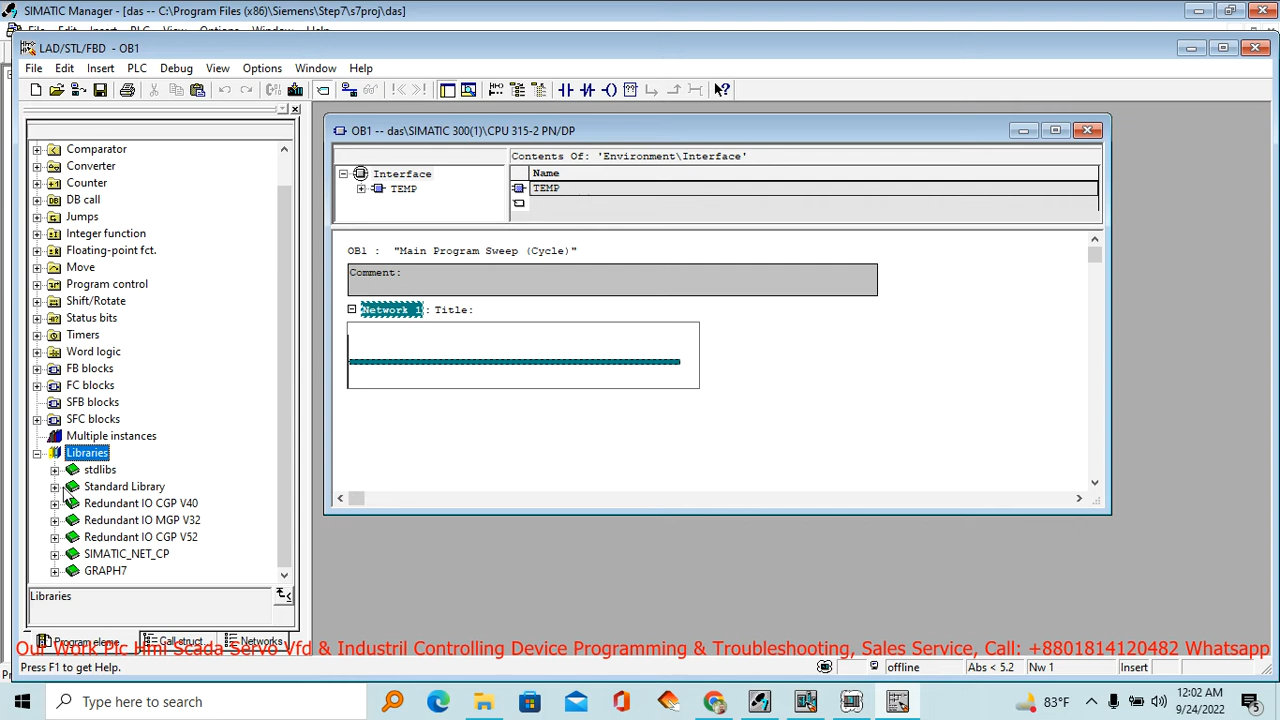 SIMATIC Manager - [das -- C:\Program Files (x86)\Siemens\Step7\s7proj\das]
LAD/STL/FBD - OB1
File Edit Insert PLC Debug View Options Window Help
OB1 -- das\SIMATIC 300(1)\CPU 315-2 PN/DP
Contents Of: 'Environment\Interface'
Interface
TEMP
Name
TEMP
OB1 : "Main Program Sweep (Cycle)"
Comment:
Network 1: Title:
Comparator
Converter
Counter
DB call
Jumps
Integer function
Floating-point fct.
Move
Program control
Shift/Rotate
Status bits
Timers
Word logic
FB blocks
FC blocks
SFB blocks
SFC blocks
Multiple instances
Libraries
stdlibs
Standard Library
Redundant IO CGP V40
Redundant IO MGP V32
Redundant IO CGP V52
SIMATIC_NET_CP
GRAPH7
Libraries
Program eleme Call struct Networks
Our Work Plc Hmi Scada Servo Vfd & Industril Controlling Device Programming & Troubleshooting, Sales Service, Call: +8801814120482 Whatsapp
Press F1 to get Help. offline Abs < 5.2 Nw 1 Insert
Type here to search 83°F 12:02 AM
9/24/2022 5